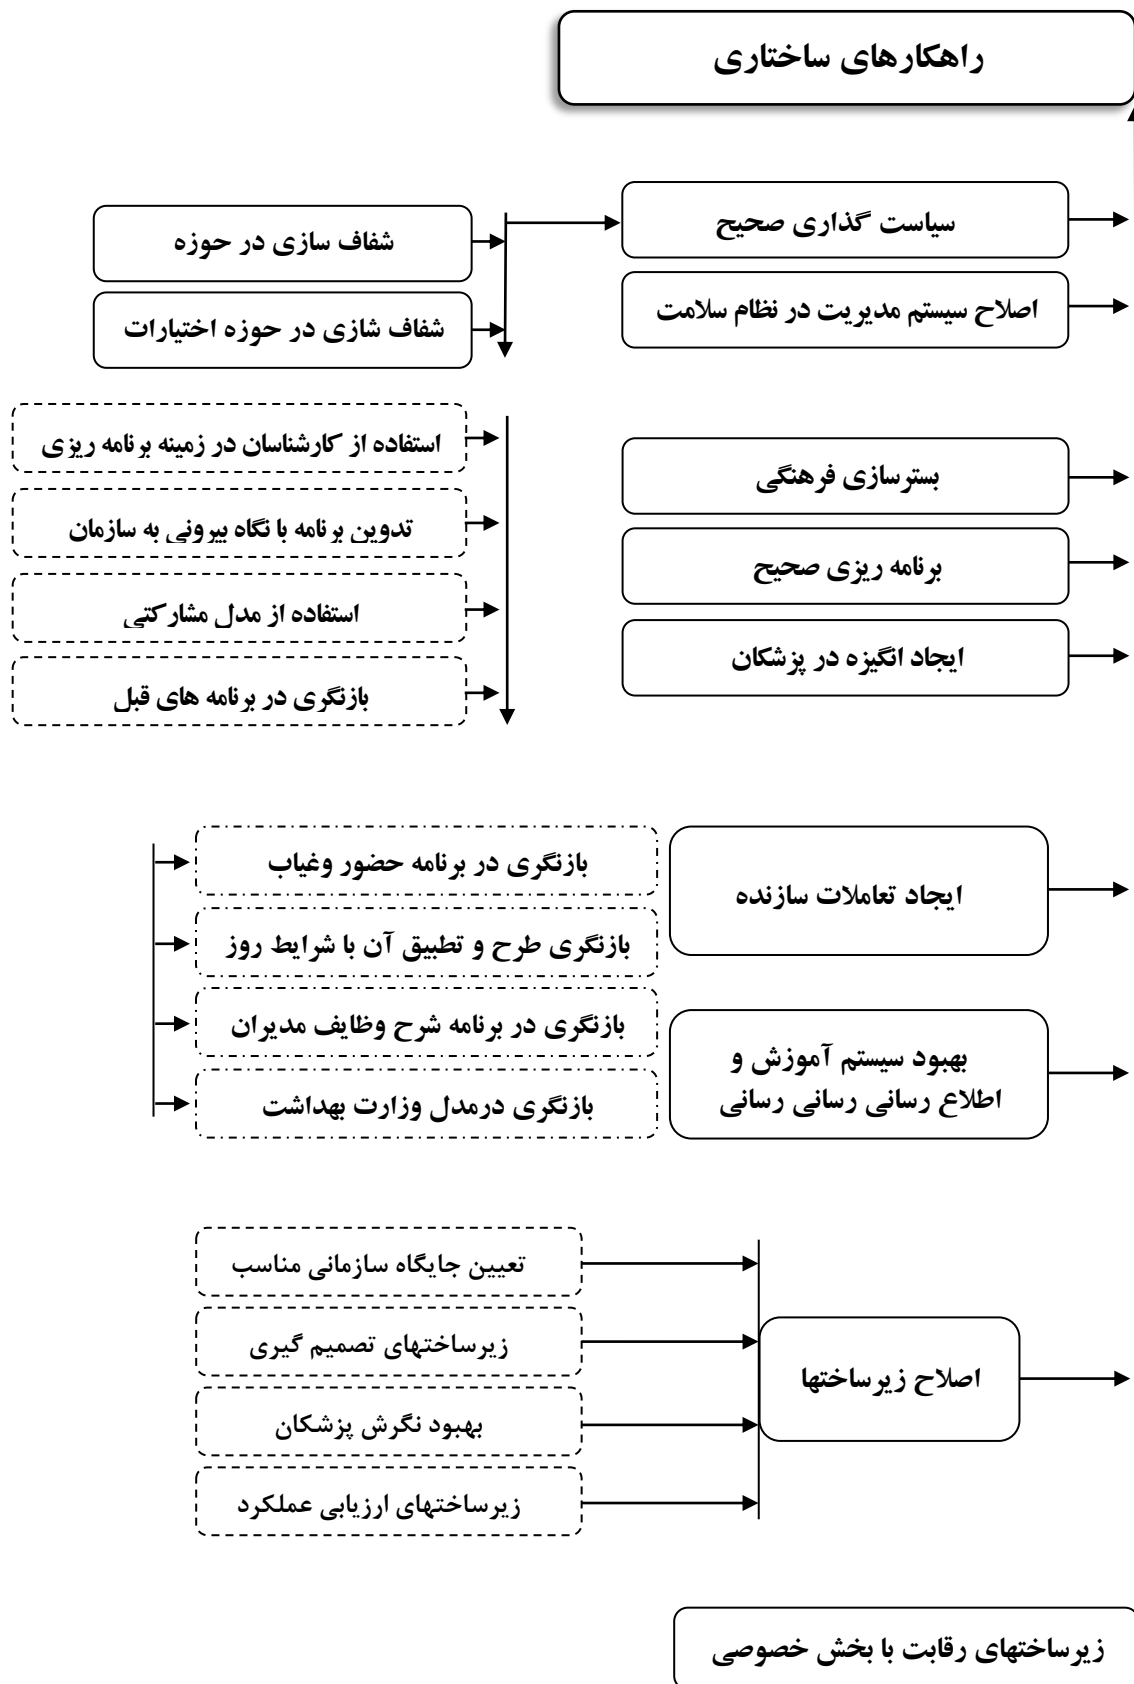 راهکارهای ساختاری
سیاست گذاری صحیح
شفاف سازی در حوزه
اصلاح سیستم مدیریت در نظام سلامت
شفاف شازی در حوزه اختیارات
استفاده از کارشناسان در زمینه برنامه ریزی
بسترسازی فرهنگی
تدوین برنامه با نگاه بیرونی به سازمان
برنامه ریزی صحیح
استفاده از مدل مشارکتی
ایجاد انگیزه در پزشکان
بازنگری در برنامه های قبل
بازنگری در برنامه حضور وغیاب
ایجاد تعاملات سازنده
بازنگری طرح و تطبیق آن با شرایط روز
بازنگری در برنامه شرح وظایف مدیران
بهبود سیستم آموزش و
اطلاع رسانی رسانی رسانی
بازنگری درمدل وزارت بهداشت
تعیین جایگاه سازمانی مناسب
زیرساختهای تصمیم گیری
اصلاح زیرساختها
بهبود نگرش پزشکان
زیرساختهای ارزیابی عملکرد
زیرساختهای رقابت با بخش خصوصی